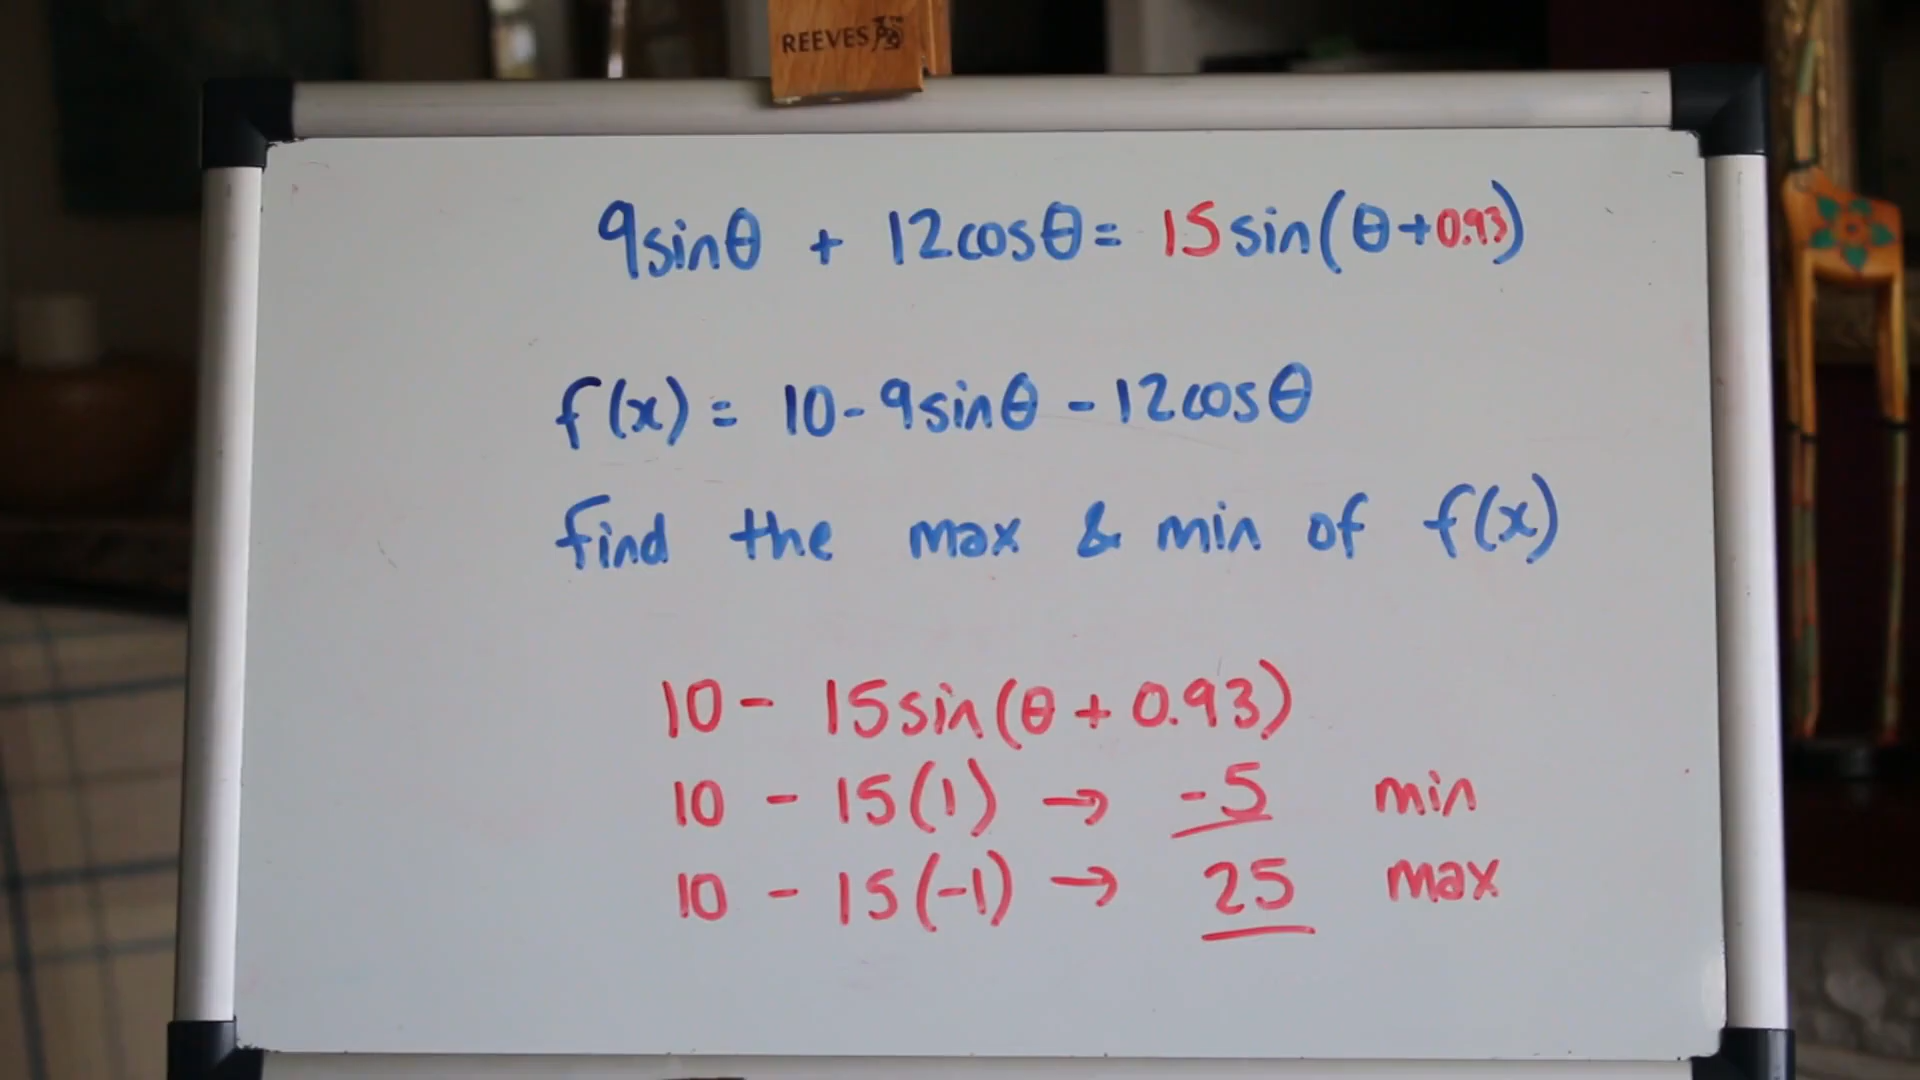 REEVES
9sinθ + 12cosθ = 15sin(θ+0.93)
f(x) = 10-9sinθ -12cosθ
find the max & min of f(x)
10 - 15sin(θ + 0.93)
10 - 15(1) → -5 min
10 - 15(-1) → 25 max